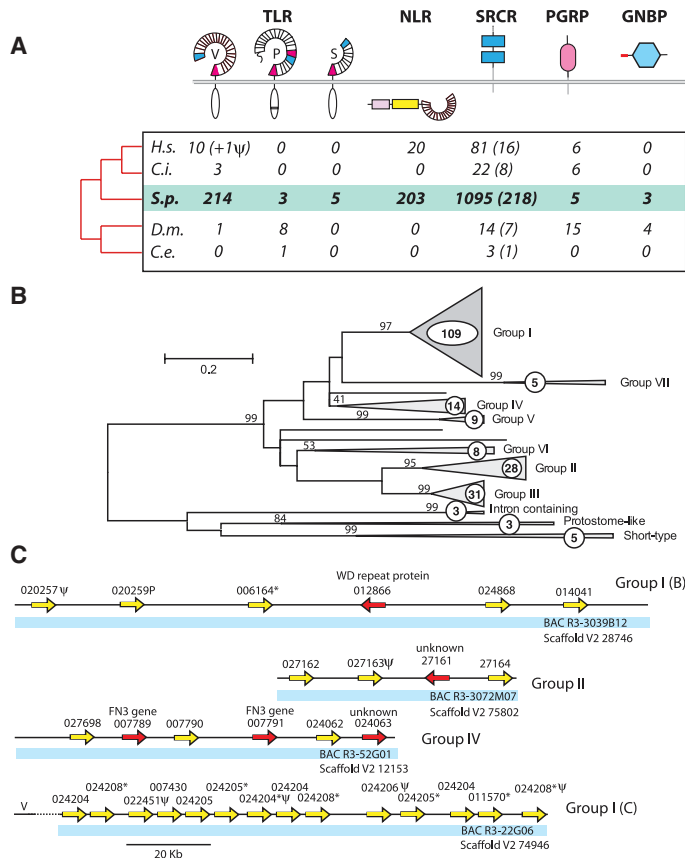 A
TLR NLR SRCR PGRP GNBP
V P S
H.s. 10 (+1ψ) 0 0 20 81 (16) 6 0
C.i. 3 0 0 22 (8) 6 0
S.p. 214 3 5 203 1095 (218) 5 3
D.m. 1 8 0 0 14 (7) 15 4
C.e. 0 1 0 3 (1) 0 0
B
97 109 Group I
0.2
99 5 Group VII
41 14 Group IV
99 9 Group V
99
53 8 Group VI
95 28 Group II
99 31 Group III
99 3 Intron containing
84 3 Protostome-like
99 5 Short-type
C
WD repeat protein
020257ψ 020259P 006164* 012866 024868 014041 Group I (B)
BAC R3-3039B12
Scaffold V2 28746
unknown
027162 027163ψ 27161 27164 Group II
BAC R3-3072M07
Scaffold V2 75802
FN3 gene FN3 gene unknown
027698 007789 007790 007791 024062 024063 Group IV
BAC R3-52G01
Scaffold V2 12153
024208* 007430 024205* 024204 024206ψ 024204 024208*ψ
V 024204 022451ψ 024205 024204*ψ 024208* 024205* 011570* Group I (C)
BAC R3-22G06
Scaffold V2 74946
20 Kb